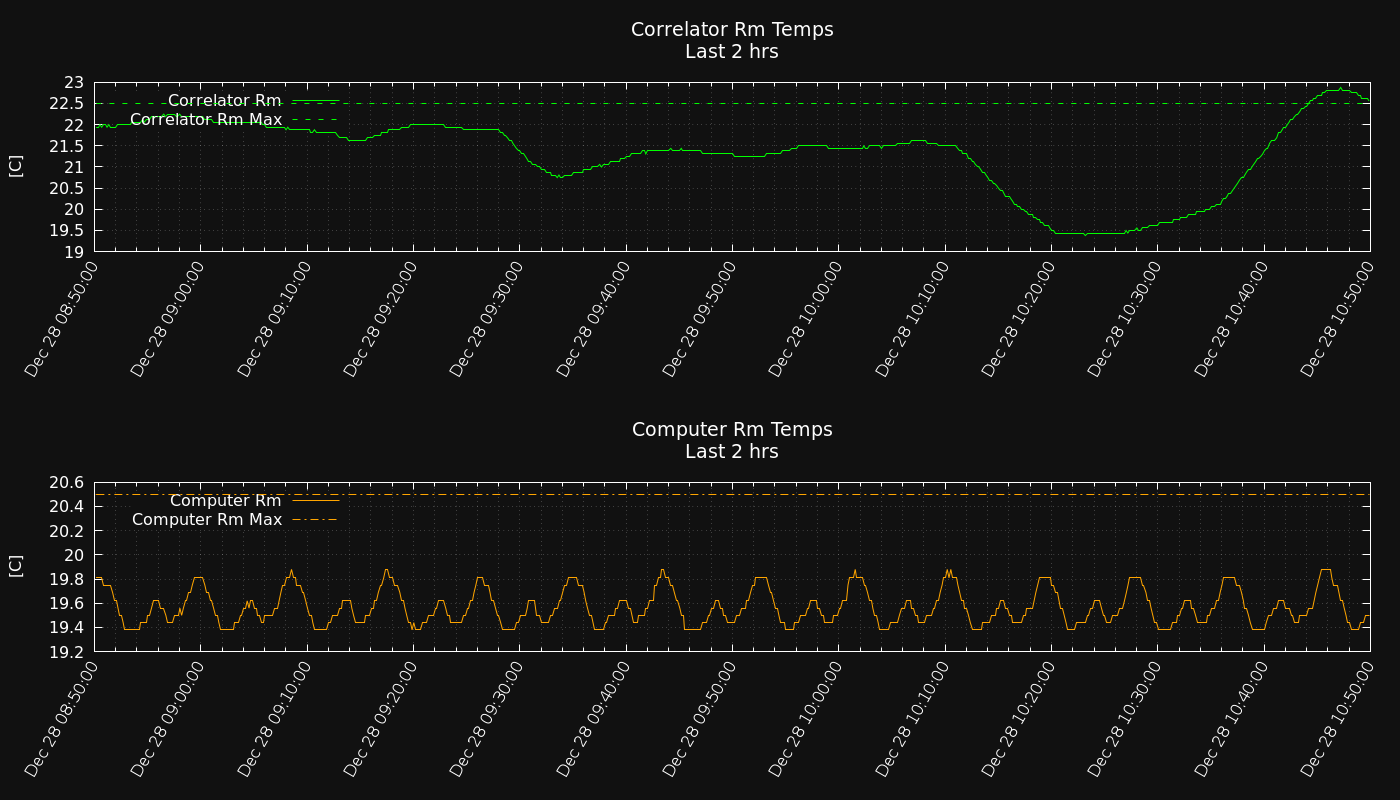 Correlator Rm Temps
Last 2 hrs
[C]
23
22.5
22
21.5
21
20.5
20
19.5
19
Correlator Rm
Correlator Rm Max
Dec 28 08:50:00
Dec 28 09:00:00
Dec 28 09:10:00
Dec 28 09:20:00
Dec 28 09:30:00
Dec 28 09:40:00
Dec 28 09:50:00
Dec 28 10:00:00
Dec 28 10:10:00
Dec 28 10:20:00
Dec 28 10:30:00
Dec 28 10:40:00
Dec 28 10:50:00
Computer Rm Temps
Last 2 hrs
[C]
20.6
20.4
20.2
20
19.8
19.6
19.4
19.2
Computer Rm
Computer Rm Max
Dec 28 08:50:00
Dec 28 09:00:00
Dec 28 09:10:00
Dec 28 09:20:00
Dec 28 09:30:00
Dec 28 09:40:00
Dec 28 09:50:00
Dec 28 10:00:00
Dec 28 10:10:00
Dec 28 10:20:00
Dec 28 10:30:00
Dec 28 10:40:00
Dec 28 10:50:00